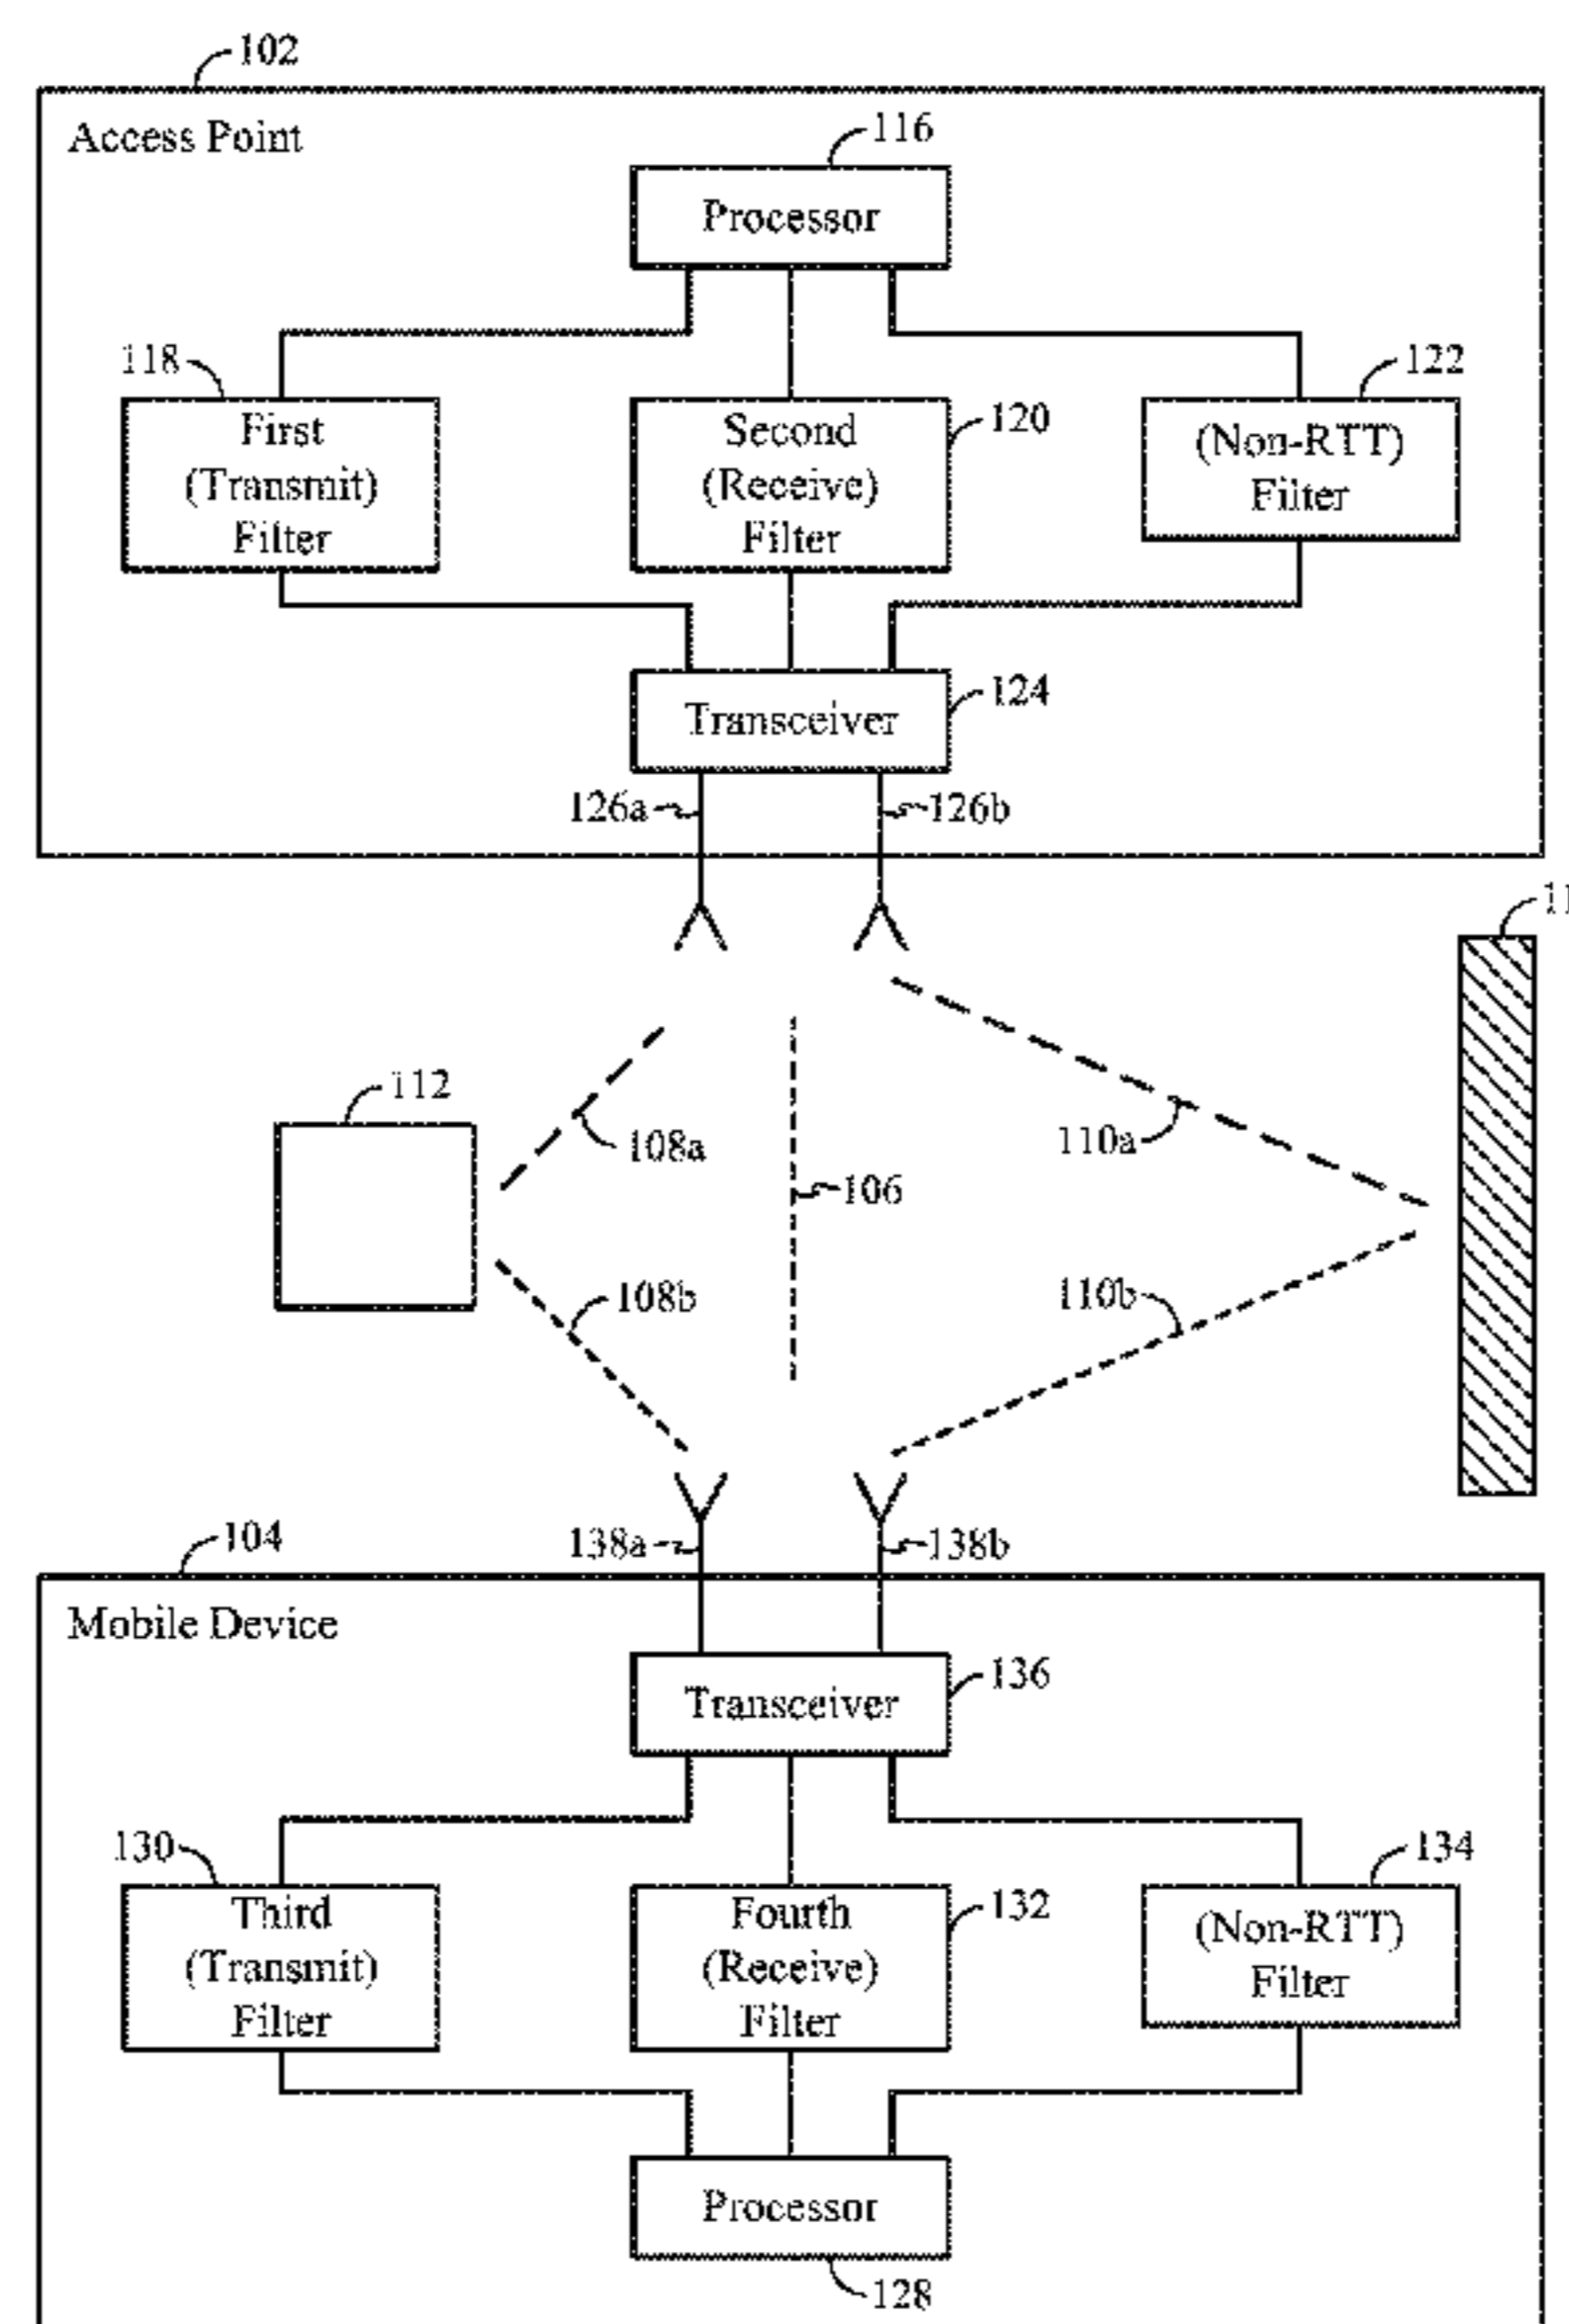 102
Access Point
116
Processor
118
First
(Transmit)
Filter
Second
(Receive)
Filter
120
122
(Non-RTT)
Filter
Transceiver
124
126a
126b
112
108a
106
110a
108b
110b
138a
138b
104
Mobile Device
Transceiver
136
130
Third
(Transmit)
Filter
Fourth
(Receive)
Filter
132
134
(Non-RTT)
Filter
Processor
128